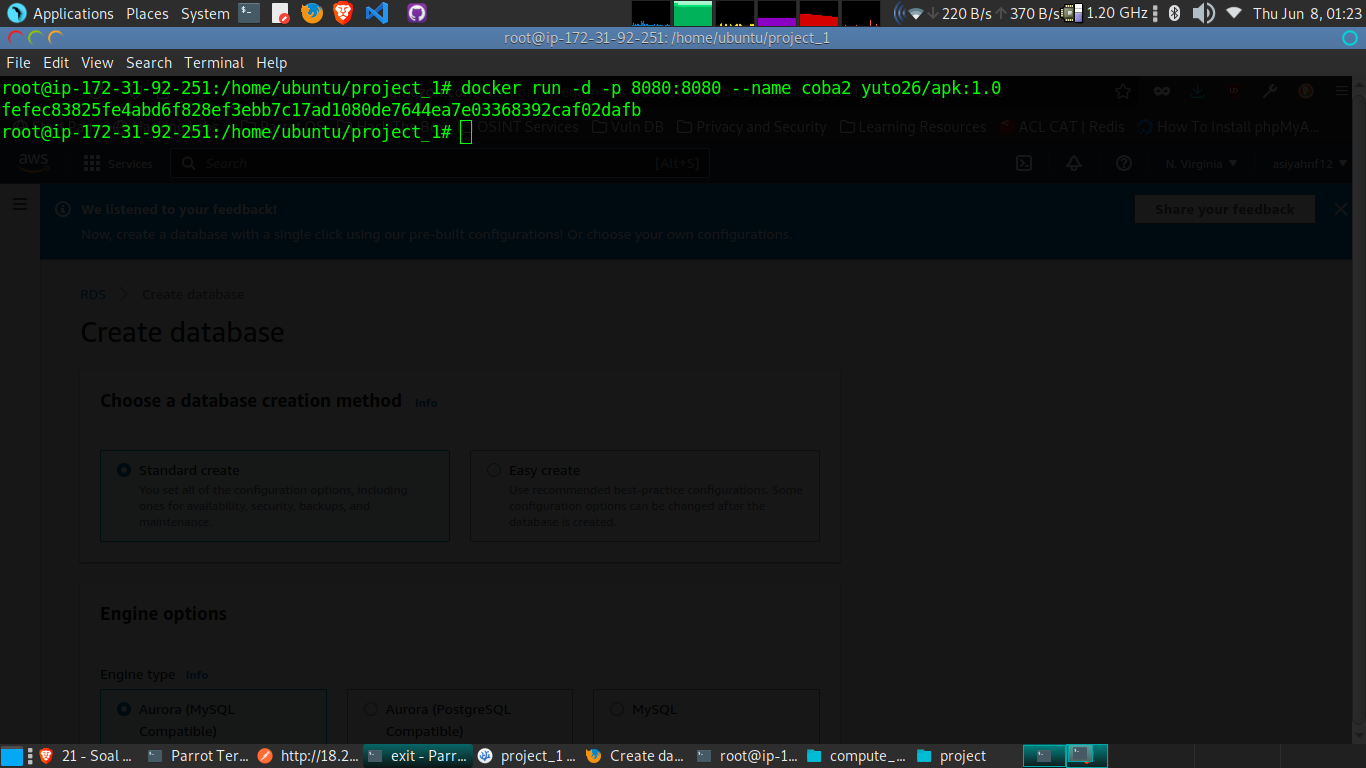 Applications Places System 220 B/s 370 B/s 1.20 GHz Thu Jun 8, 01:23
root@ip-172-31-92-251: /home/ubuntu/project_1
File Edit View Search Terminal Help
root@ip-172-31-92-251:/home/ubuntu/project_1# docker run -d -p 8080:8080 --name coba2 yuto26/apk:1.0
fefec83825fe4abd6f828ef3ebb7c17ad1080de7644ea7e03368392caf02dafb
root@ip-172-31-92-251:/home/ubuntu/project_1#
OSINT Services Vuln DB Privacy and Security Learning Resources ACL CAT | Redis How To Install phpMyA...
aws Services Search [Alt+S] N. Virginia asiyahnf12
We listened to your feedback!
Share your feedback
Now, create a database with a single click using our pre-built configurations! Or choose your own configurations.
RDS Create database
Create database
Choose a database creation method Info
Standard create
You set all of the configuration options, including
ones for availability, security, backups, and
maintenance.
Easy create
Use recommended best-practice configurations. Some
configuration options can be changed after the
database is created.
Engine options
Engine type Info
Aurora (MySQL
Compatible)
Aurora (PostgreSQL
Compatible)
MySQL
21 - Soal ... Parrot Ter... http://18.2... exit - Parr... project_1 ... Create da... root@ip-1... compute_... project